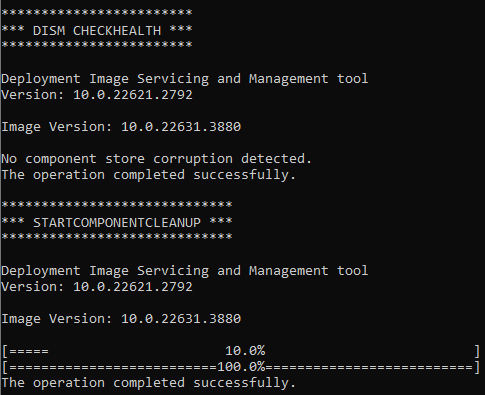 ************************
*** DISM CHECKHEALTH ***
************************
Deployment Image Servicing and Management tool
Version: 10.0.22621.2792
Image Version: 10.0.22631.3880
No component store corruption detected.
The operation completed successfully.
*****************************
*** STARTCOMPONENTCLEANUP ***
*****************************
Deployment Image Servicing and Management tool
Version: 10.0.22621.2792
Image Version: 10.0.22631.3880
[=====                      10.0%                          ]
[==========================100.0%==========================]
The operation completed successfully.